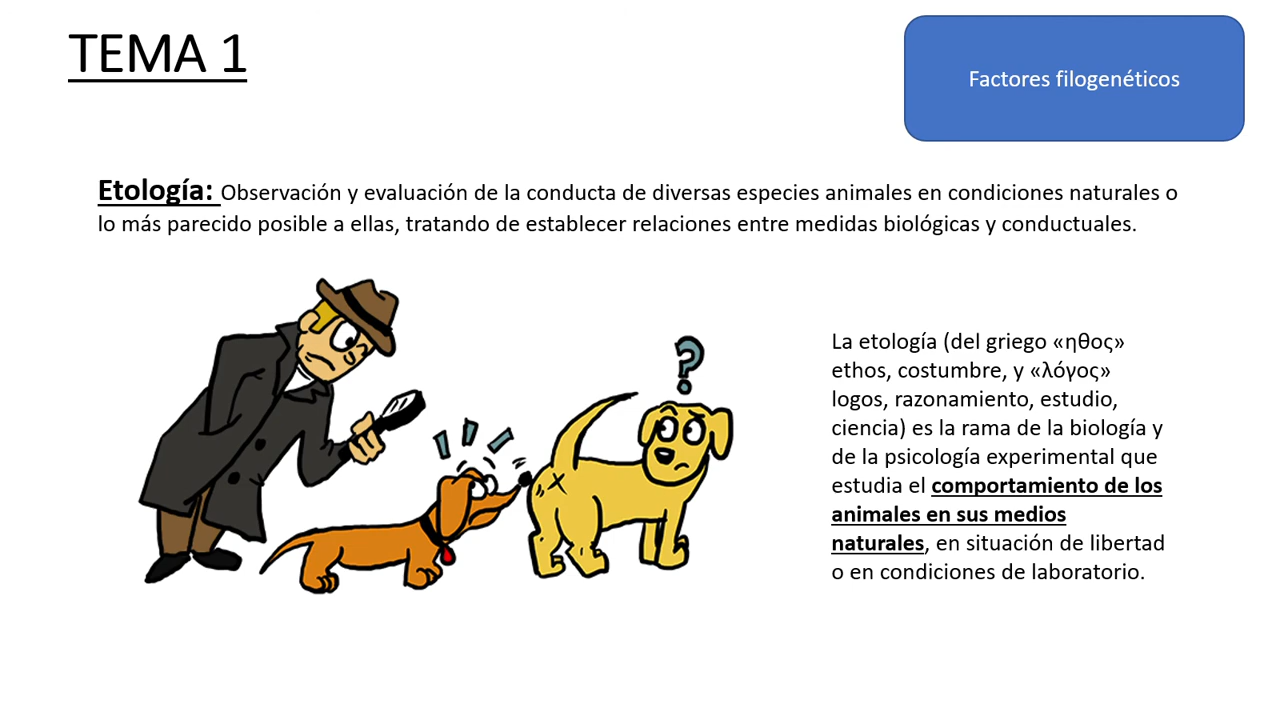 TEMA 1
Factores filogenéticos
Etología: Observación y evaluación de la conducta de diversas especies animales en condiciones naturales o
lo más parecido posible a ellas, tratando de establecer relaciones entre medidas biológicas y conductuales.
?
La etología (del griego «ηθος»
ethos, costumbre, y «λόγος»
logos, razonamiento, estudio,
ciencia) es la rama de la biología y
de la psicología experimental que
estudia el comportamiento de los
animales en sus medios
naturales, en situación de libertad
o en condiciones de laboratorio.